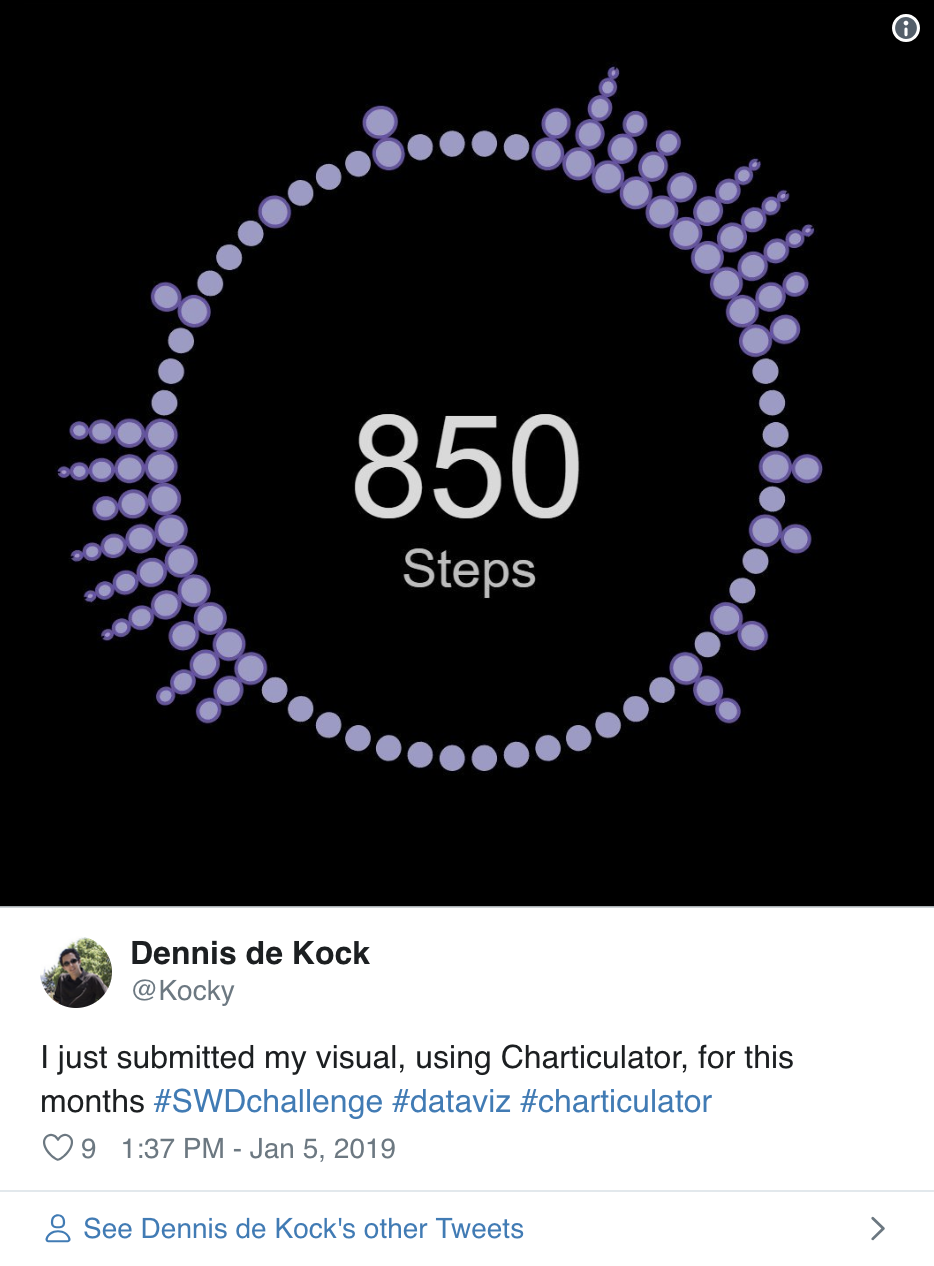 850
Steps
Dennis de Kock
@Kocky
I just submitted my visual, using Charticulator, for this
months #SWDchallenge #dataviz #charticulator
9 1:37 PM - Jan 5, 2019
See Dennis de Kock's other Tweets